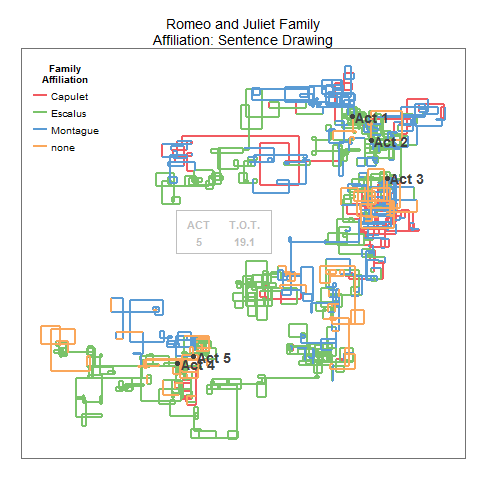 Romeo and Juliet Family
Affiliation: Sentence Drawing
Family
Affiliation
Capulet
Escalus
Montague
none
Act 1
Act 2
Act 3
ACT T.O.T.
5 19.1
Act 5
Act 4